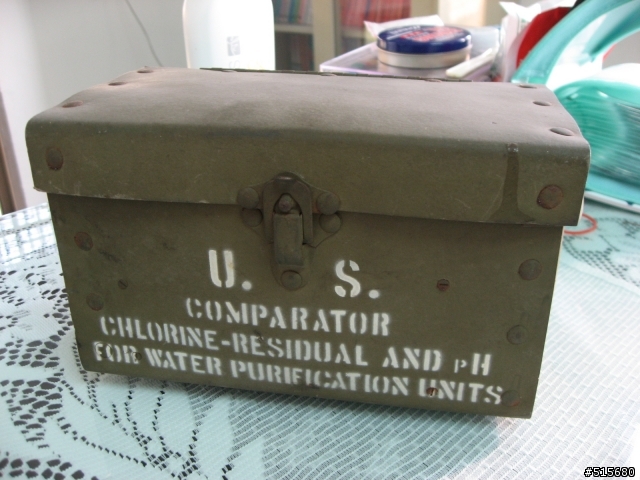 U. S.
COMPARATOR
CHLORINE-RESIDUAL AND pH
FOR WATER PURIFICATION UNITS
#515680